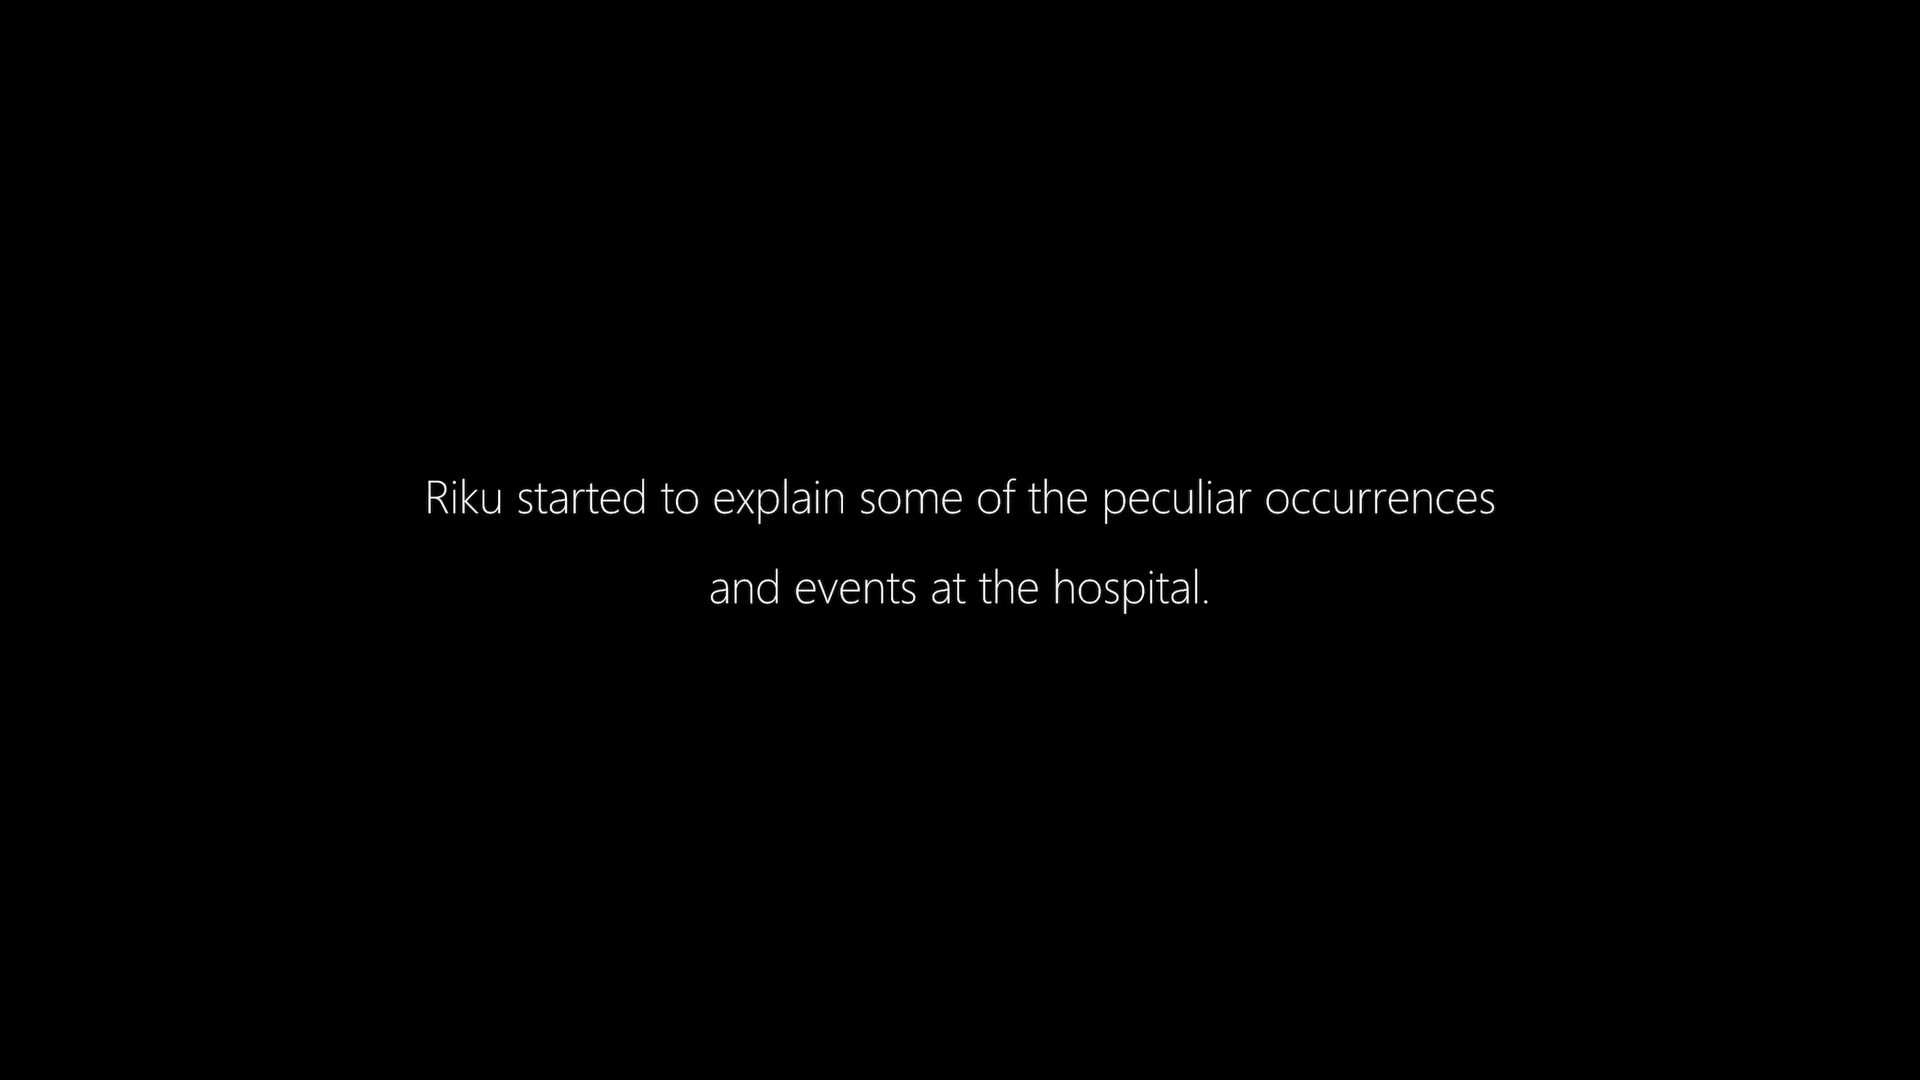 Riku started to explain some of the peculiar occurrences
and events at the hospital.